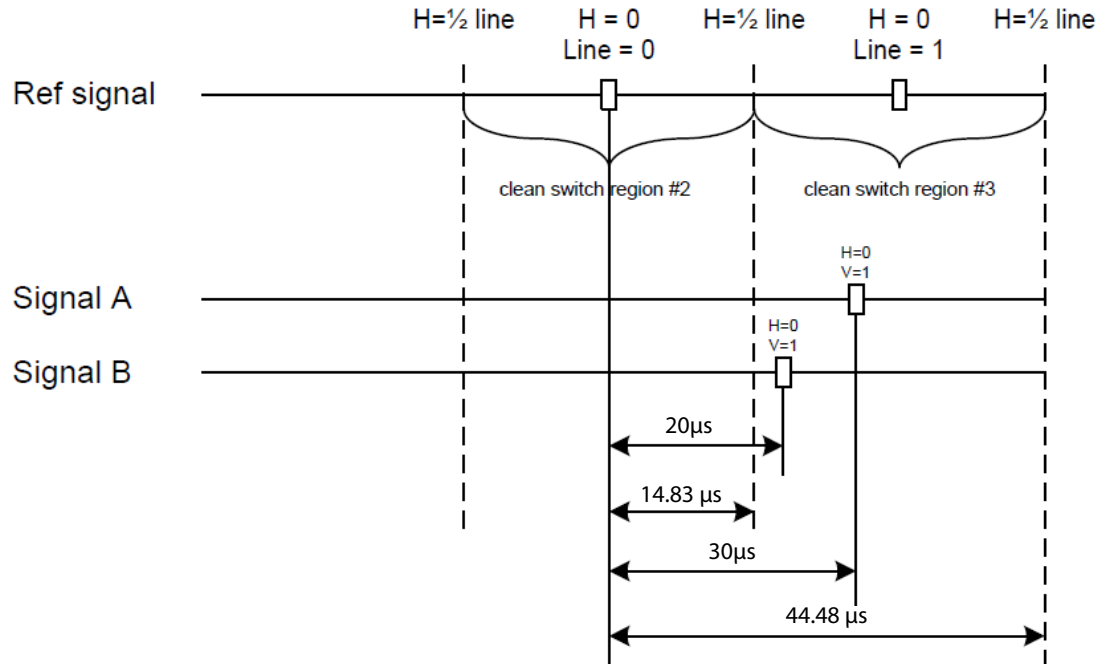 H=½ line
H = 0
Line = 0
H=½ line
H = 0
Line = 1
H=½ line
Ref signal
clean switch region #2
clean switch region #3
H=0
V=1
Signal A
H=0
V=1
Signal B
20µs
14.83 µs
30µs
44.48 µs